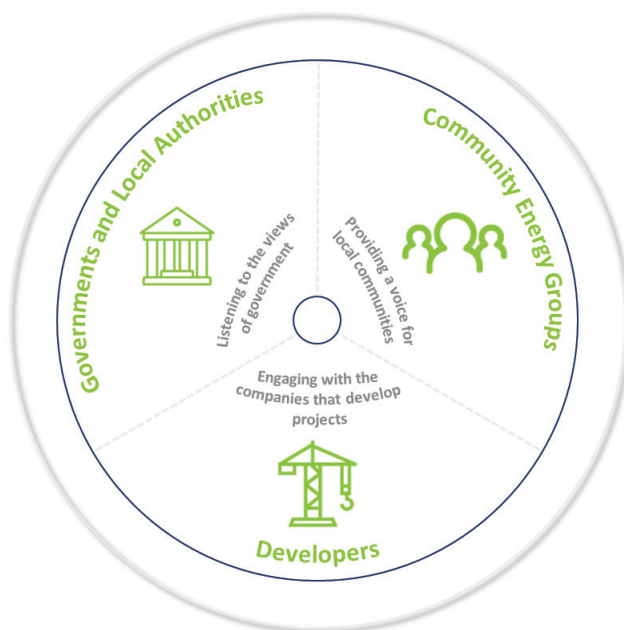 Governments and Local Authorities
Listening to the views
of government
Community Energy Groups
Providing a voice for
local communities
Engaging with the
companies that develop
projects
Developers